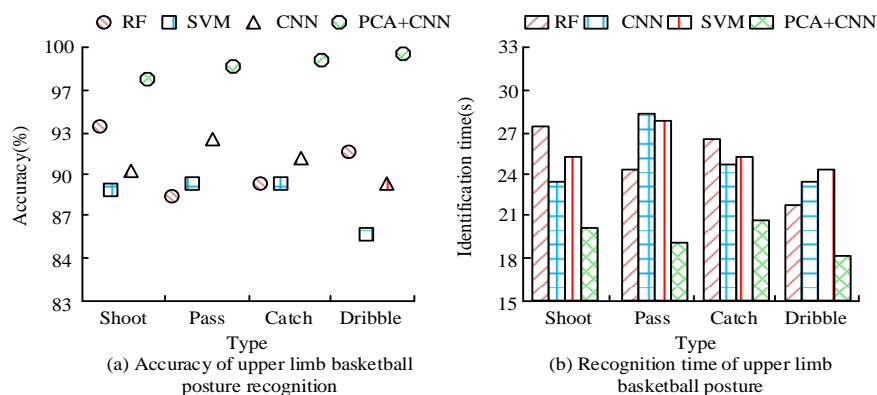 RF SVM CNN PCA+CNN
100
97
93
90
87
84
83
Accuracy(%)
Shoot Pass Catch Dribble
Type
(a) Accuracy of upper limb basketball
posture recognition
RF CNN SVM PCA+CNN
33
30
27
24
21
18
15
Identification time(s)
Shoot Pass Catch Dribble
Type
(b) Recognition time of upper limb
basketball posture